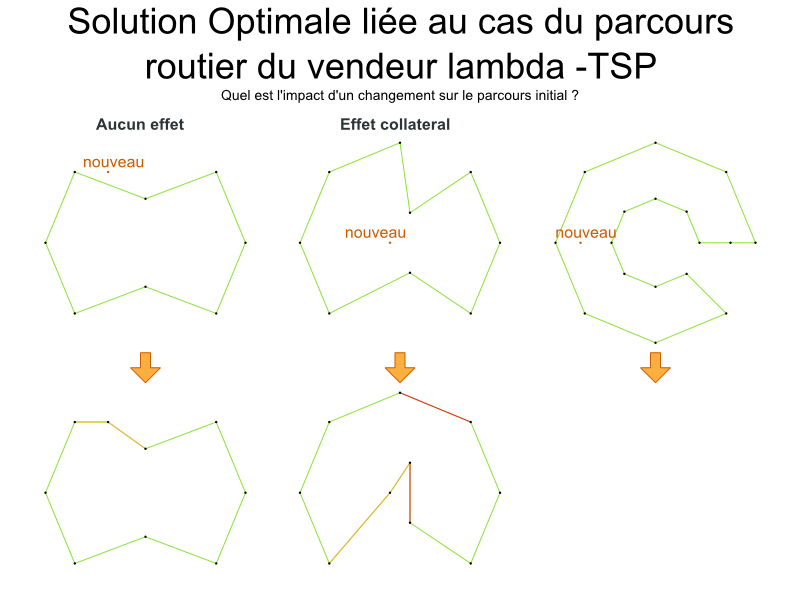 Solution Optimale liée au cas du parcours
routier du vendeur lambda -TSP
Quel est l'impact d'un changement sur le parcours initial ?
Aucun effet
Effet collateral
nouveau
nouveau
nouveau